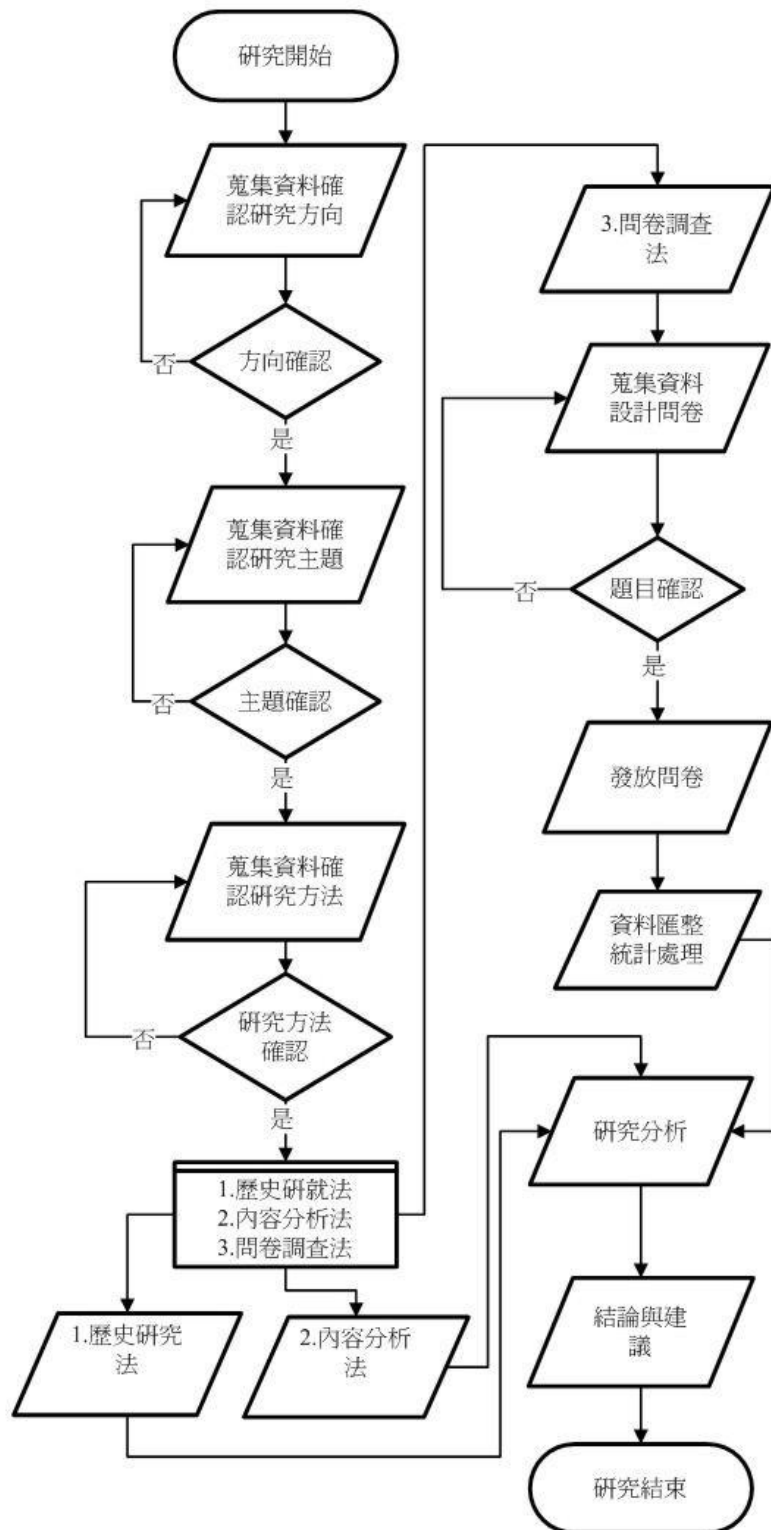 研究開始
蒐集資料確
認研究方向
否
方向確認
是
蒐集資料確
認研究主題
否
主題確認
是
蒐集資料確
認研究方法
否
研究方法
確認
是
1.歷史研就法
2.內容分析法
3.問卷調查法
1.歷史研究
法
2.內容分析
法
3.問卷調查
法
蒐集資料
設計問卷
否
題目確認
是
發放問卷
資料匯整
統計處理
研究分析
結論與建
議
研究結束